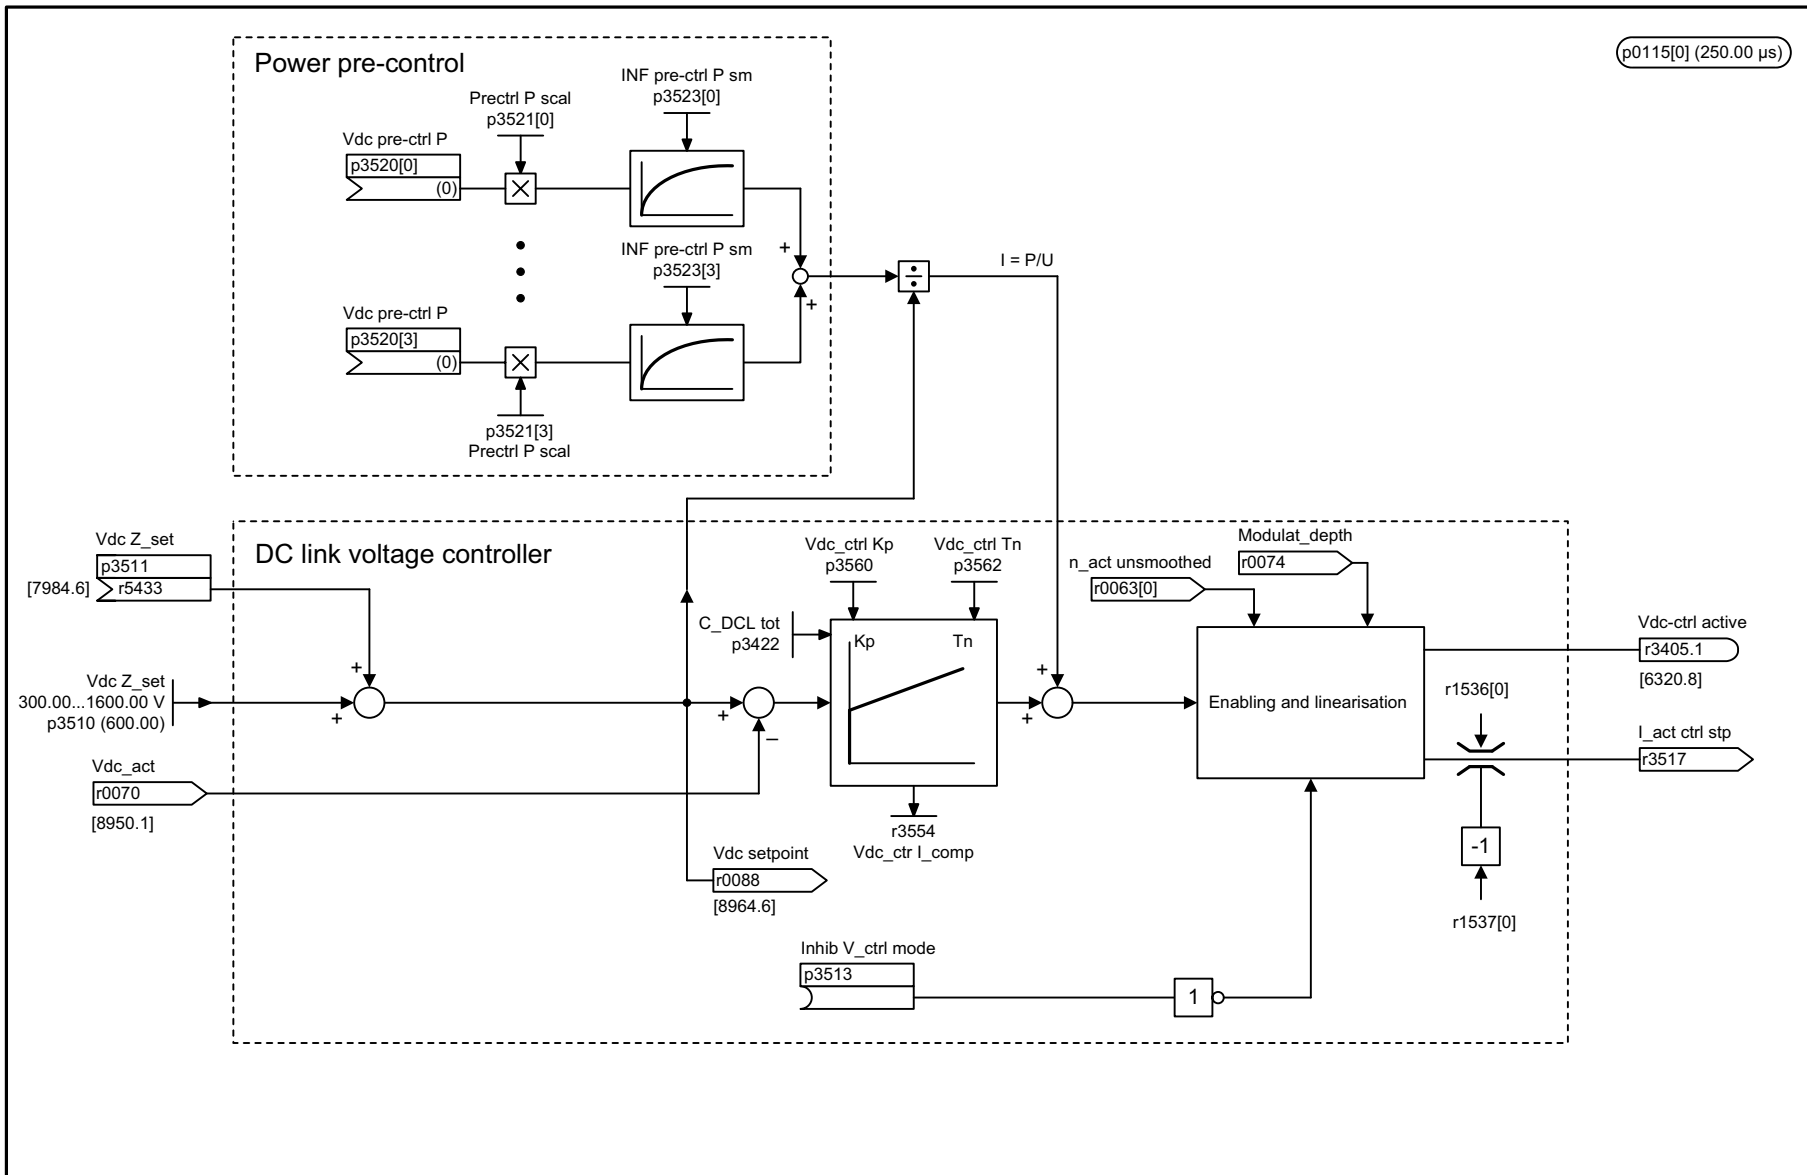 Power pre-control
p0115[0] (250.00 µs)
INF pre-ctrl P sm
p3523[0]
Prectrl P scal
p3521[0]
Vdc pre-ctrl P
p3520[0]
(0)
INF pre-ctrl P sm
p3523[3]
+
+
I = P/U
Vdc pre-ctrl P
p3520[3]
(0)
p3521[3]
Prectrl P scal
DC link voltage controller
Vdc Z_set
p3511
[7984.6]
r5433
Vdc_ctrl Kp
p3560
Vdc_ctrl Tn
p3562
n_act unsmoothed
r0063[0]
Modulat_depth
r0074
C_DCL tot
p3422
Kp
Tn
Vdc-ctrl active
r3405.1
[6320.8]
+
+
Vdc Z_set
300.00...1600.00 V
p3510 (600.00)
+
+
–
+
Enabling and linearisation
r1536[0]
I_act ctrl stp
r3517
Vdc_act
r0070
[8950.1]
r3554
Vdc_ctr I_comp
-1
r1537[0]
Vdc setpoint
r0088
[8964.6]
Inhib V_ctrl mode
p3513
1